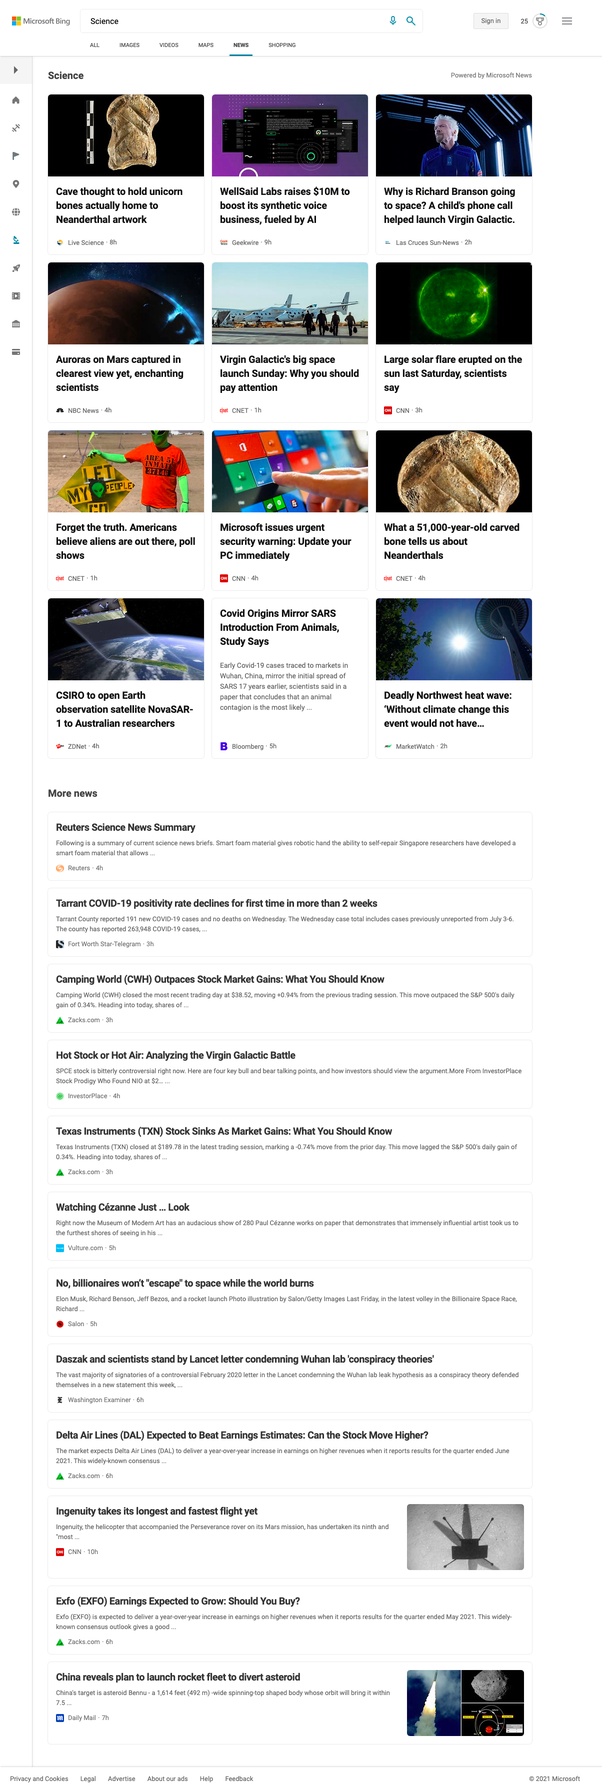 Microsoft Bing
Science
Sign in
25
ALL IMAGES VIDEOS MAPS NEWS SHOPPING
Science
Powered by Microsoft News
Cave thought to hold unicorn
bones actually home to
Neanderthal artwork
Live Science · 8h
WellSaid Labs raises $10M to
boost its synthetic voice
business, fueled by AI
Geekwire · 9h
Why is Richard Branson going
to space? A child's phone call
helped launch Virgin Galactic.
Las Cruces Sun-News · 2h
Auroras on Mars captured in
clearest view yet, enchanting
scientists
NBC News · 4h
Virgin Galactic's big space
launch Sunday: Why you should
pay attention
CNET · 1h
Large solar flare erupted on the
sun last Saturday, scientists
say
CNN · 3h
LET
MY PEOPLE
GO
AREA 51
INMATE
Forget the truth. Americans
believe aliens are out there, poll
shows
CNET · 1h
Microsoft issues urgent
security warning: Update your
PC immediately
CNN · 4h
What a 51,000-year-old carved
bone tells us about
Neanderthals
CNET · 4h
CSIRO to open Earth
observation satellite NovaSAR-
1 to Australian researchers
ZDNet · 4h
Covid Origins Mirror SARS
Introduction From Animals,
Study Says
Early Covid-19 cases traced to markets in
Wuhan, China, mirror the initial spread of
SARS 17 years earlier, scientists said in a
paper that concludes that an animal
contagion is the most likely ...
Bloomberg · 5h
Deadly Northwest heat wave:
'Without climate change this
event would not have...
MarketWatch · 2h
More news
Reuters Science News Summary
Following is a summary of current science news briefs. Smart foam material gives robotic hand the ability to self-repair Singapore researchers have developed a
smart foam material that allows ...
Reuters · 4h
Tarrant COVID-19 positivity rate declines for first time in more than 2 weeks
Tarrant County reported 191 new COVID-19 cases and no deaths on Wednesday. The Wednesday case total includes cases previously unreported from July 3-6.
The county has reported 263,948 COVID-19 cases, ...
Fort Worth Star-Telegram · 3h
Camping World (CWH) Outpaces Stock Market Gains: What You Should Know
Camping World (CWH) closed the most recent trading day at $38.52, moving +0.94% from the previous trading session. This move outpaced the S&P 500's daily
gain of 0.34%. Heading into today, shares of ...
Zacks.com · 3h
Hot Stock or Hot Air: Analyzing the Virgin Galactic Battle
SPCE stock is bitterly controversial right now. Here are four key bull and bear talking points, and how investors should view the argument.More From InvestorPlace
Stock Prodigy Who Found NIO at $2... ...
InvestorPlace · 4h
Texas Instruments (TXN) Stock Sinks As Market Gains: What You Should Know
Texas Instruments (TXN) closed at $189.78 in the latest trading session, marking a -0.74% move from the prior day. This move lagged the S&P 500's daily gain of
0.34%. Heading into today, shares of ...
Zacks.com · 3h
Watching Cézanne Just … Look
Right now the Museum of Modern Art has an audacious show of 280 Paul Cézanne works on paper that demonstrates that immensely influential artist took us to
the furthest shores of seeing in his ...
Vulture.com · 5h
No, billionaires won't "escape" to space while the world burns
Elon Musk, Richard Benson, Jeff Bezos, and a rocket launch Photo illustration by Salon/Getty Images Last Friday, in the latest volley in the Billionaire Space Race,
Richard ...
Salon · 5h
Daszak and scientists stand by Lancet letter condemning Wuhan lab 'conspiracy theories'
The vast majority of signatories of a controversial February 2020 letter in the Lancet condemning the Wuhan lab leak hypothesis as a conspiracy theory defended
themselves in a new statement this week, ...
Washington Examiner · 6h
Delta Air Lines (DAL) Expected to Beat Earnings Estimates: Can the Stock Move Higher?
The market expects Delta Air Lines (DAL) to deliver a year-over-year increase in earnings on higher revenues when it reports results for the quarter ended June
2021. This widely-known consensus ...
Zacks.com · 6h
Ingenuity takes its longest and fastest flight yet
Ingenuity, the helicopter that accompanied the Perseverance rover on its Mars mission, has undertaken its ninth and
"most ...
CNN · 10h
Exfo (EXFO) Earnings Expected to Grow: Should You Buy?
Exfo (EXFO) is expected to deliver a year-over-year increase in earnings on higher revenues when it reports results for the quarter ended May 2021. This widely-
known consensus outlook gives a good ...
Zacks.com · 6h
China reveals plan to launch rocket fleet to divert asteroid
China's target is asteroid Bennu - a 1,614 feet (492 m) -wide spinning-top shaped body whose orbit will bring it within
7.5 ...
Daily Mail · 7h
Privacy and Cookies Legal Advertise About our ads Help Feedback
© 2021 Microsoft